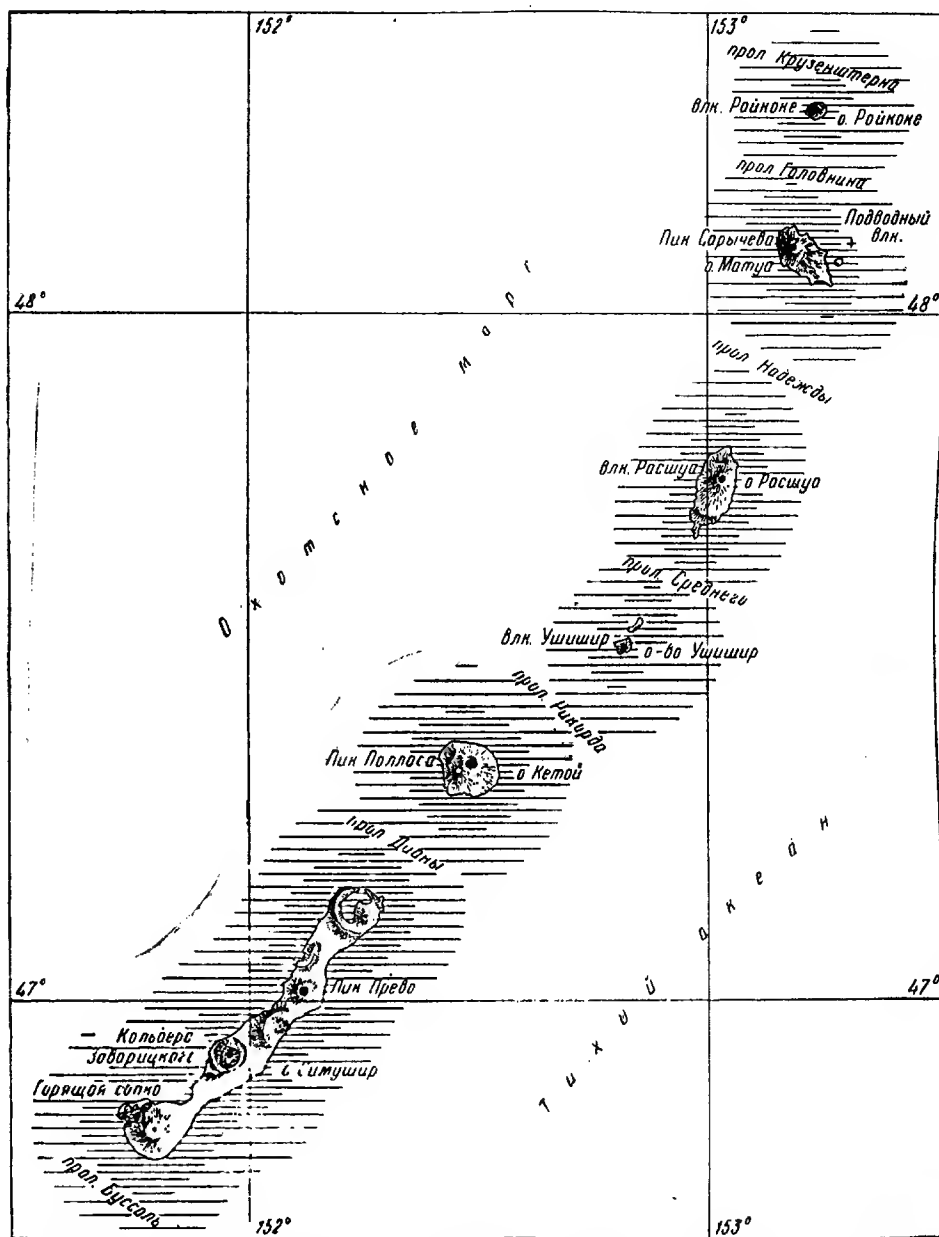 152°
153°
прол Крузенштерна
влк. Райкоке
о. Райкоке
прол Головнина
Подводный
влк.
Пик Сарычева
о Матуа
48°
48°
Охотское море
прол Надежды
влк. Расшуа
о Расшуа
прол. Среднего
влк. Ушишир
о-ва Ушишир
прол. Рикорда
Пик Палласа
о Кетой
прол Дианы
Тихий океан
47°
Пик Прево
47°
Кальдера
Заварицкого
о Симушир
Горящая сопка
прол. Буссоль
152°
153°